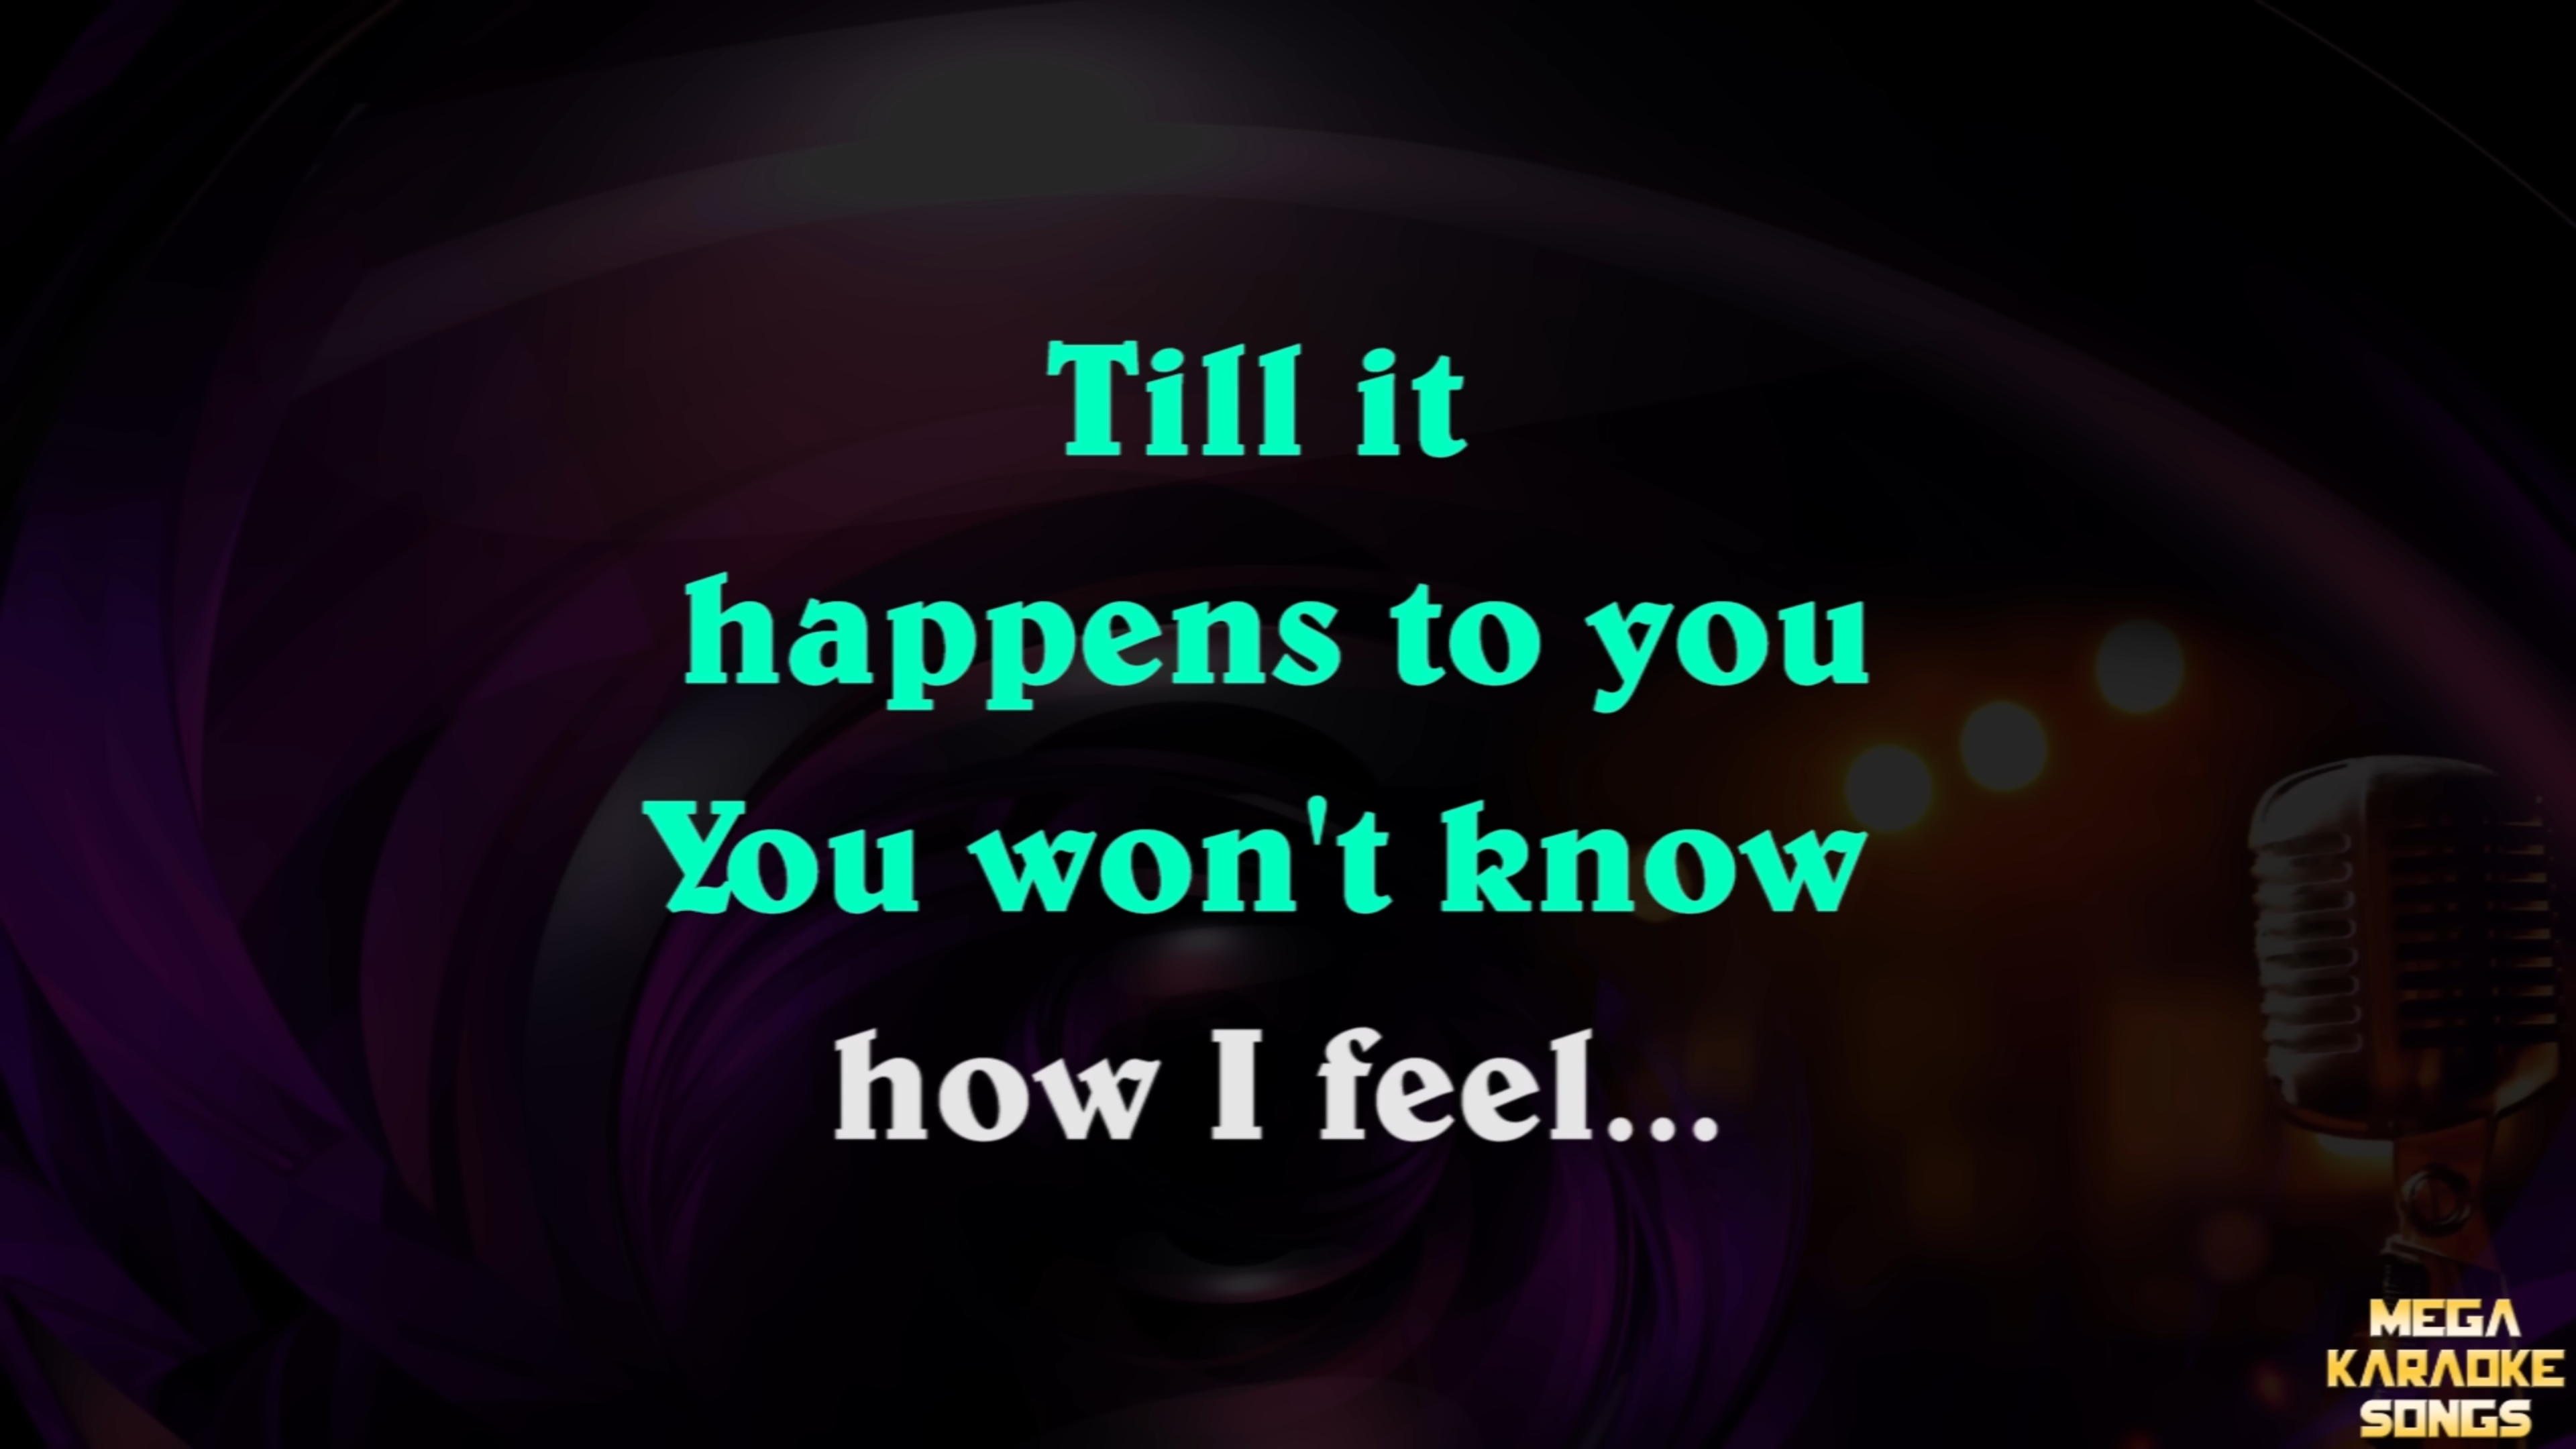 Till it
happens to you
You won't know
how I feel...
MEGA
KARAOKE
SONGS